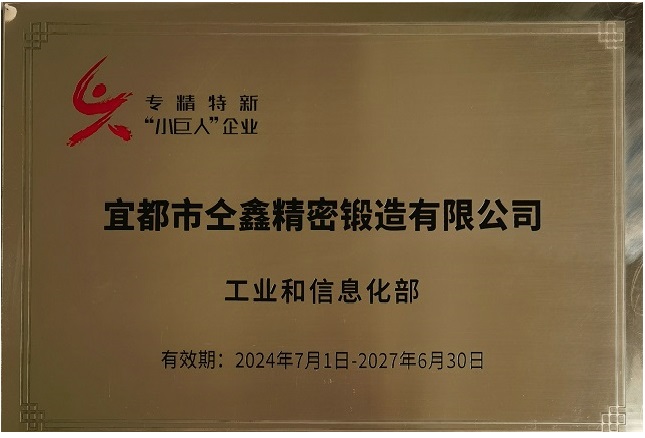 专精特新
“小巨人”企业
宜都市仝鑫精密锻造有限公司
工业和信息化部
有效期：2024年7月1日-2027年6月30日